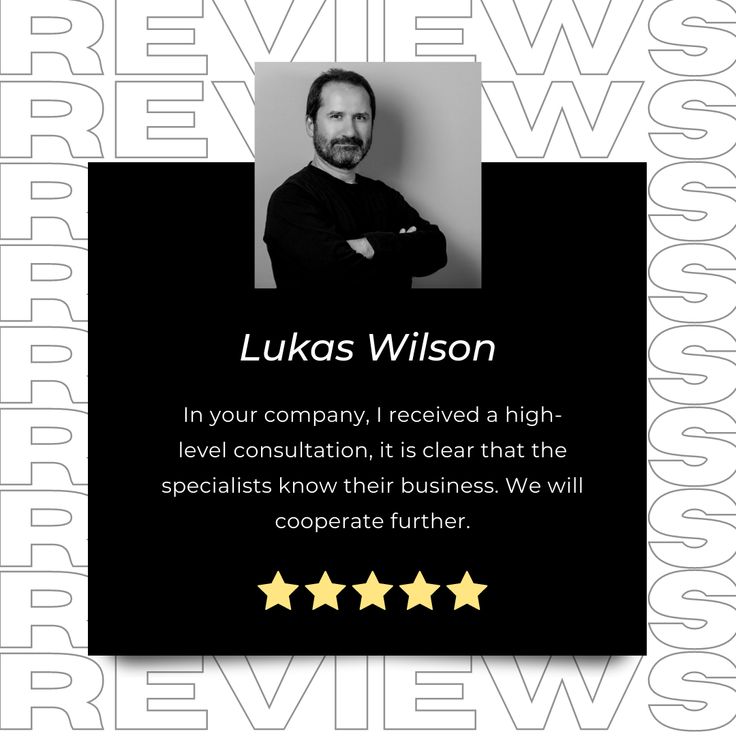 REVIEWS
REVIEWS
R S
R S
R S
R S
R S
R S
REVIEWS
Lukas Wilson
In your company, I received a high-
level consultation, it is clear that the
specialists know their business. We will
cooperate further.